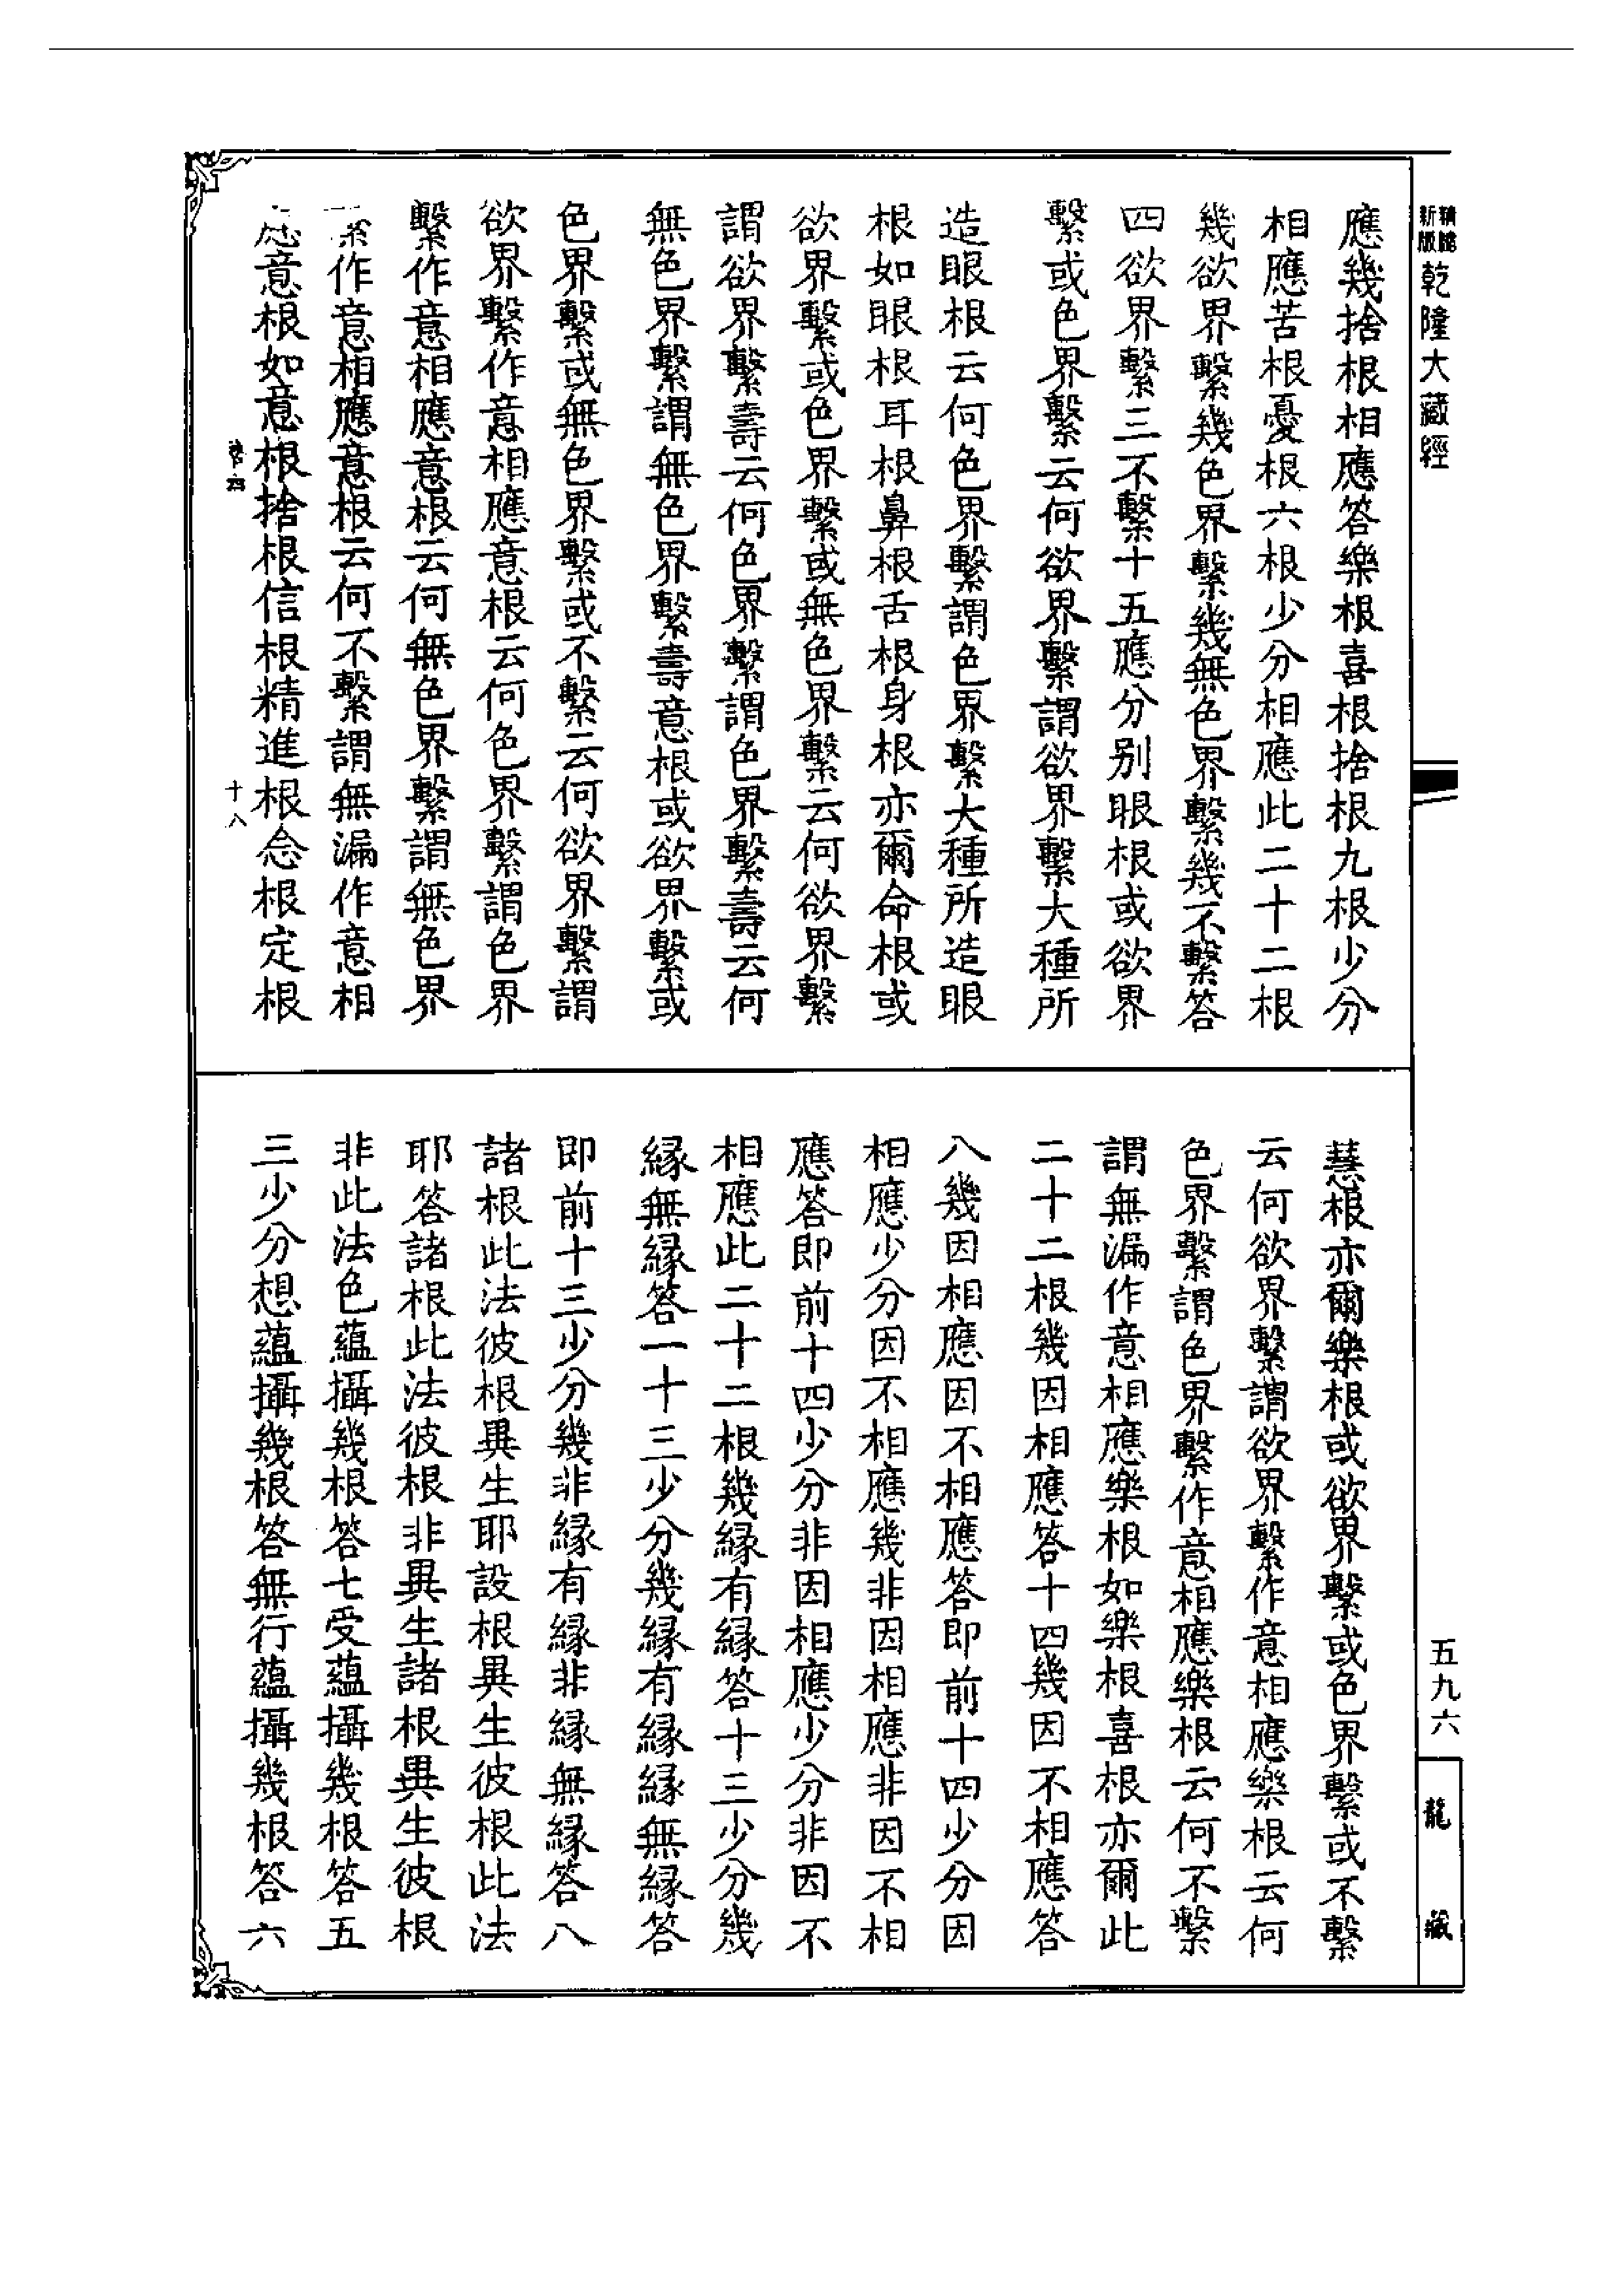 新版
乾隆大藏經
應幾捨根相應答樂根喜根捨根九根少分
相應苦根憂根六根少分相應此二十二根
幾欲界繫幾色界繫幾無色界繫幾不繫答
四欲界繫三不繫十五應分别眼根或欲界
繫或色界繫云何欲界繫謂欲界繫大種所
造眼根云何色界繫謂色界繫大種所造眼
根如眼根耳根鼻根舌根身根亦爾命根或
欲界繫或色界繫或無色界繫云何欲界繫
謂欲界繫壽云何色界繫謂色界繫壽云何
無色界繫謂無色界繫壽意根或欲界繫或
色界繫或無色界繫或不繫云何欲界繫謂
欲界繫作意相應意根云何色界繫謂色界
繫作意相應意根云何無色界繫謂無色界
繫作意相應意根云何不繫謂無漏作意相
應意根如意根捨根信根精進根念根定根
十八
慧根亦爾樂根或欲界繫或色界繫或不繫
云何欲界繫謂欲界繫作意相應樂根云何
色界繫謂色界繫作意相應樂根云何不繫
謂無漏作意相應樂根如樂根喜根亦爾此
二十二根幾因相應答十四幾因不相應答
八幾因相應因不相應答即前十四少分因
相應少分因不相應幾非因相應非因不相
應答即前十四少分非因相應少分非因不
相應此二十二根幾緣有緣答十三少分幾
緣無緣答一十三少分幾緣有緣緣無緣答
即前十三少分幾非緣有緣非緣無緣答八
諸根此法彼根異生耶設根異生彼根此法
耶答諸根此法彼根非異生諸根異生彼根
非此法色蘊攝幾根答七受蘊攝幾根答五
三少分想蘊攝幾根答無行蘊攝幾根答六
五九六
龍藏